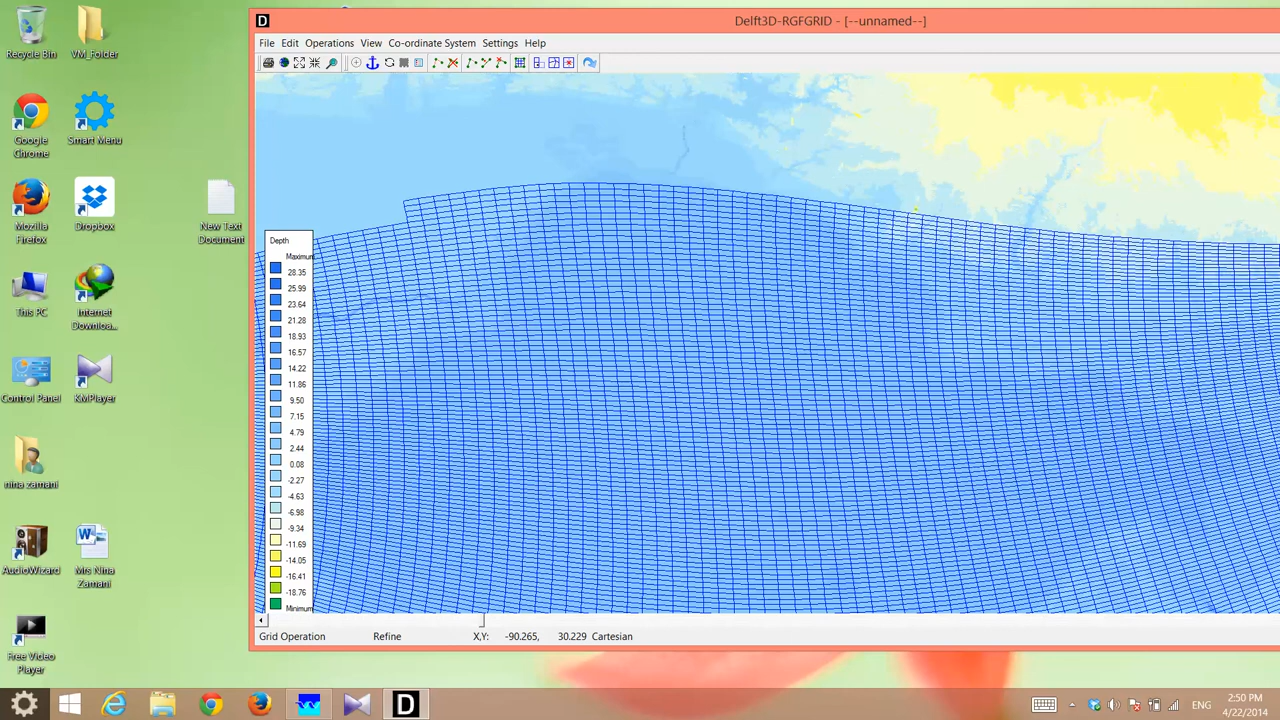 Delft3D-RGFGRID - [--unnamed--]
File Edit Operations View Co-ordinate System Settings Help
Recycle Bin
VM_Folder
Google Chrome
Smart Menu
Mozilla Firefox
Dropbox
New Text Document
This PC
Internet Downloa...
Control Panel
KMPlayer
nina zamani
AudioWizard
Mrs Nina Zamani
Free Video Player
Depth
Maximum
28.35
25.99
23.64
21.28
18.93
16.57
14.22
11.86
9.50
7.15
4.79
2.44
0.08
-2.27
-4.63
-6.98
-9.34
-11.69
-14.05
-16.41
-18.76
Minimum
Grid Operation Refine X,Y: -90.265, 30.229 Cartesian
ENG
2:50 PM
4/22/2014